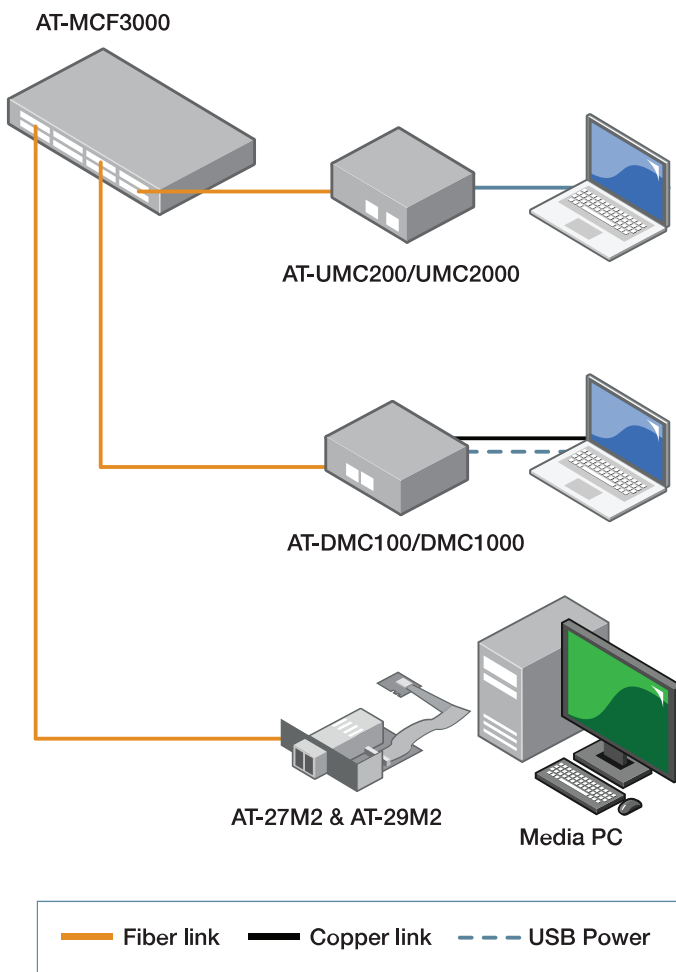 AT-MCF3000
AT-UMC200/UMC2000
AT-DMC100/DMC1000
AT-27M2 & AT-29M2
Media PC
Fiber link
Copper link
USB Power